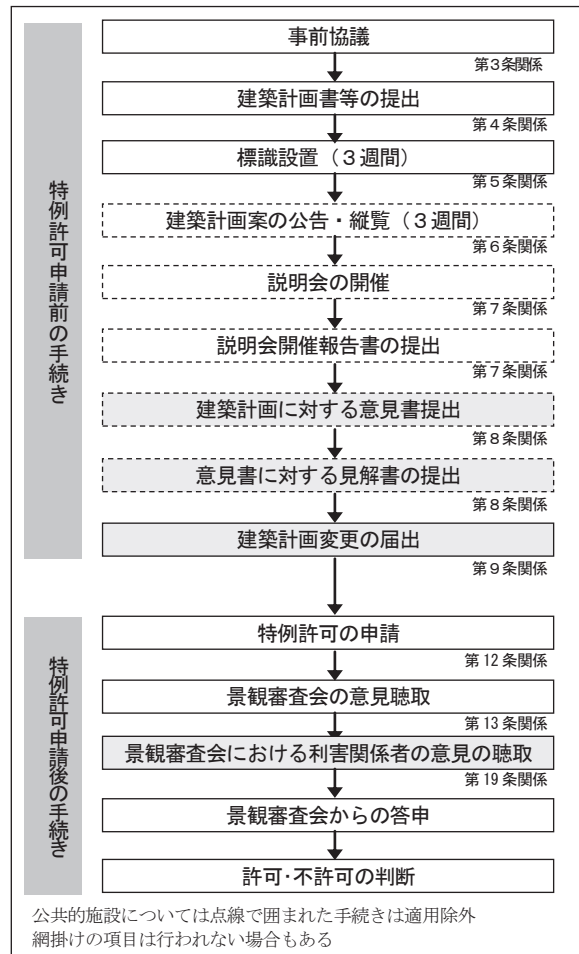 特例許可申請前の手続き
事前協議
第3条関係
建築計画書等の提出
第4条関係
標識設置（３週間）
第5条関係
建築計画案の公告・縦覧（３週間）
第６条関係
説明会の開催
第７条関係
説明会開催報告書の提出
第７条関係
建築計画に対する意見書提出
第８条関係
意見書に対する見解書の提出
第８条関係
建築計画変更の届出
第９条関係
特例許可申請後の手続き
特例許可の申請
第12条関係
景観審査会の意見聴取
第13条関係
景観審査会における利害関係者の意見の聴取
第19条関係
景観審査会からの答申
許可・不許可の判断
公共的施設については点線で囲まれた手続きは適用除外
網掛けの項目は行われない場合もある